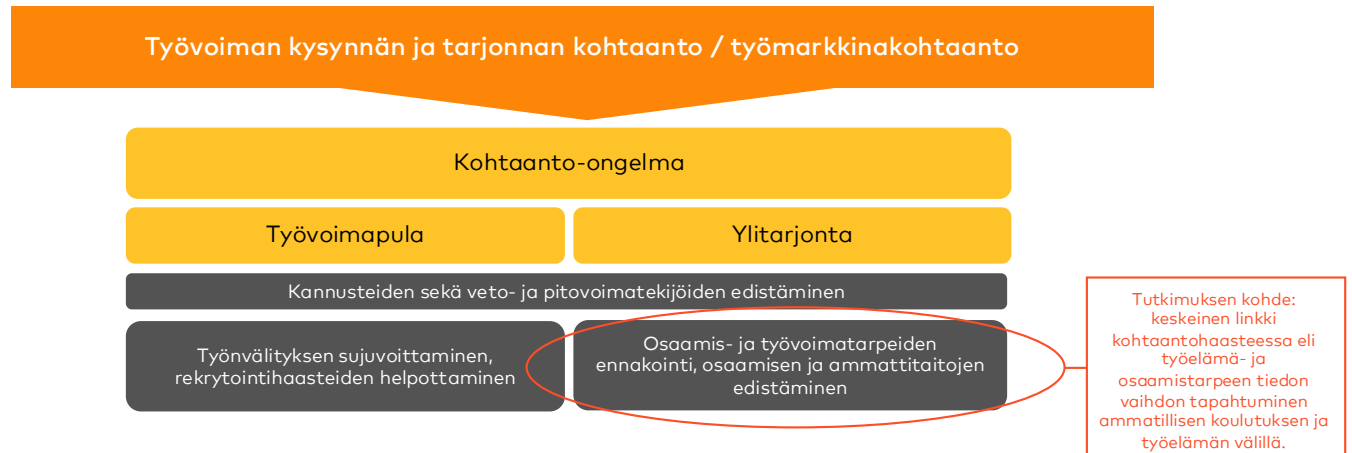 Työvoiman kysynnän ja tarjonnan kohtaanto / työmarkkinakohtaanto
Kohtaanto-ongelma
Työvoimapula
Ylitarjonta
Kannusteiden sekä veto- ja pitovoimatekijöiden edistäminen
Työnvälityksen sujuvoittaminen,
rekrytointihaasteiden helpottaminen
Osaamis- ja työvoimatarpeiden
ennakointi, osaamisen ja ammattitaitojen
edistäminen
Tutkimuksen kohde:
keskeinen linkki
kohtaantohaasteessa eli
työelämä- ja
osaamistarpeen tiedon
vaihdon tapahtuminen
ammatillisen koulutuksen ja
työelämän välillä.